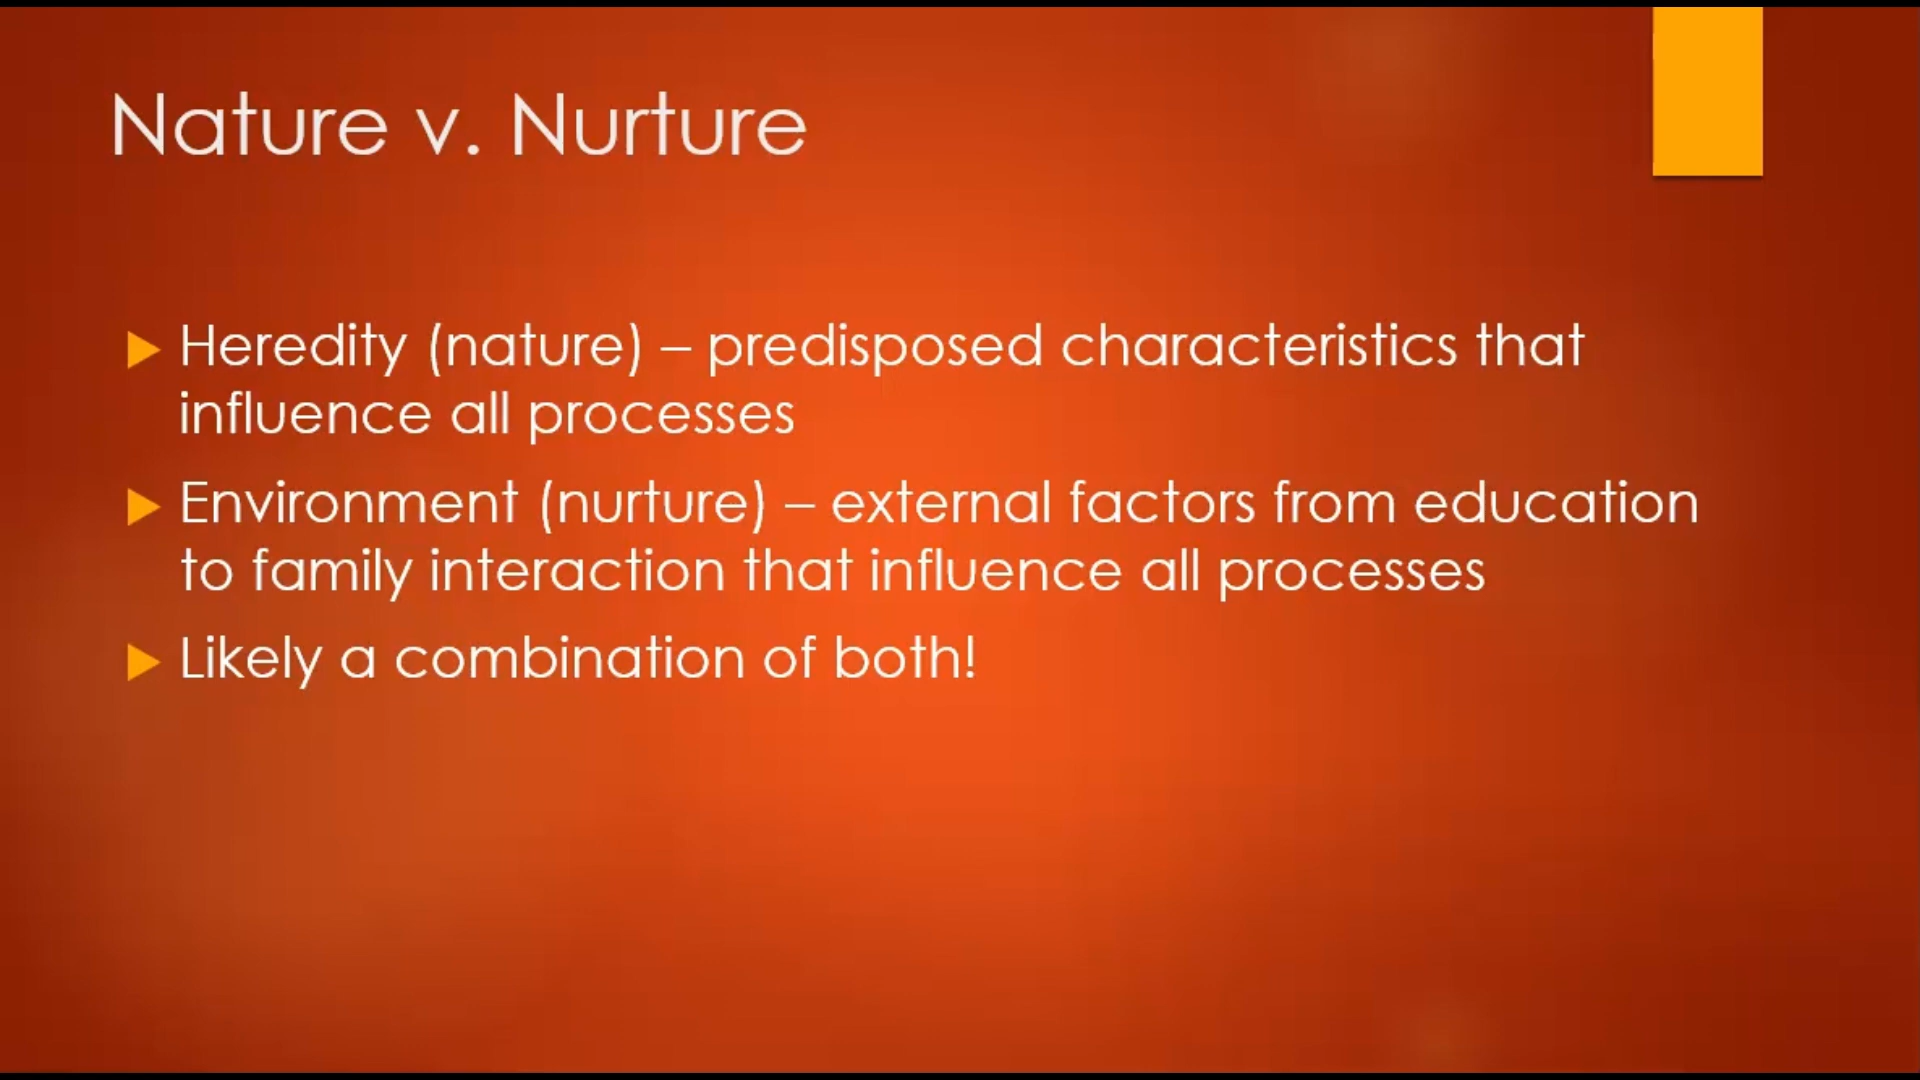 Nature v. Nurture
Heredity (nature) – predisposed characteristics that
influence all processes
Environment (nurture) – external factors from education
to family interaction that influence all processes
Likely a combination of both!